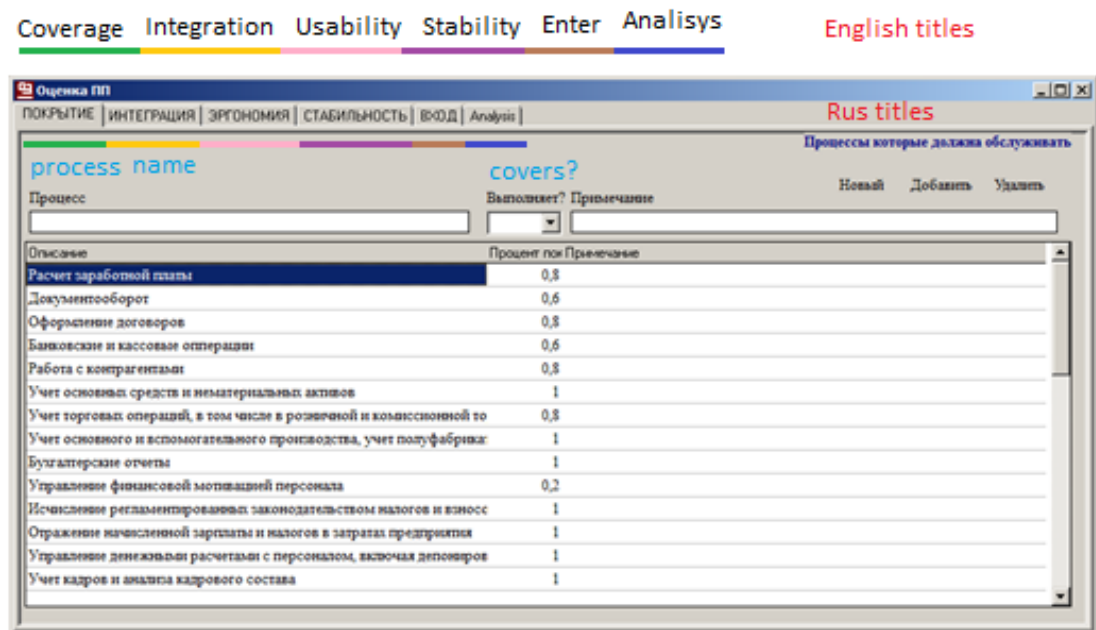 Coverage Integration Usability Stability Enter Analisys English titles
Оценка ПП
ПОКРЫТИЕ ИНТЕГРАЦИЯ ЭРГОНОМИЯ СТАБИЛЬНОСТЬ ВХОД Analysis Rus titles
Процессы которые должна обслуживать
process name covers?
Новый Добавить Удалить
Процесс Выполняет? Примечание
Описание Процент пок Примечание
Расчет заработной платы 0,8
Документооборот 0,6
Оформление договоров 0,8
Банковские и кассовые опперации 0,6
Работа с контрагентами 0,8
Учет основных средств и нематериальных активов 1
Учет торговых операций, в том числе в розничной и комиссионной то 0,8
Учет основного и вспомогательного производства, учет полуфабрика 1
Бухгалтерские отчеты 1
Управление финансовой мотивацией персонала 0,2
Исчисление регламентированных законодательством налогов и взносо 1
Отражение начисленной зарплаты и налогов в затратах предприятия 1
Управление денежными расчетами с персоналом, включая депониров 1
Учет кадров и анализа кадрового состава 1